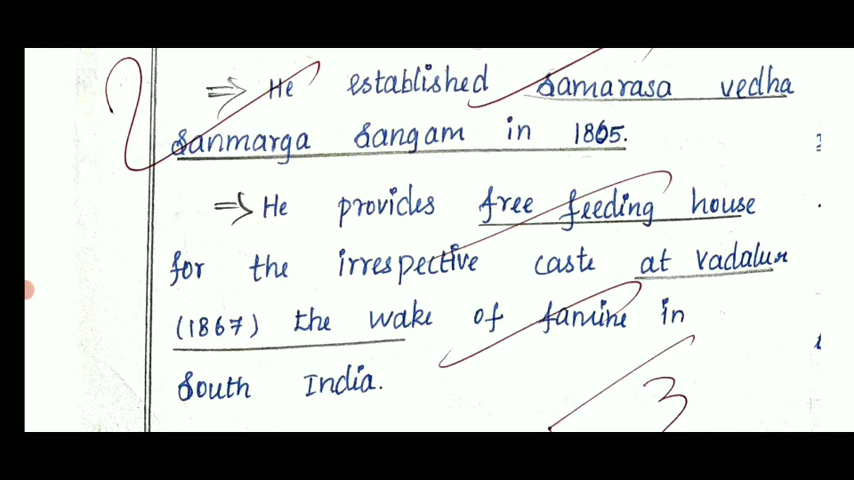 ⇒ He established samarasa vedha
sanmarga sangam in 1865.
⇒ He provides free feeding house
for the irrespective caste at vadalur
(1867) the wake of famine in
south India.
3